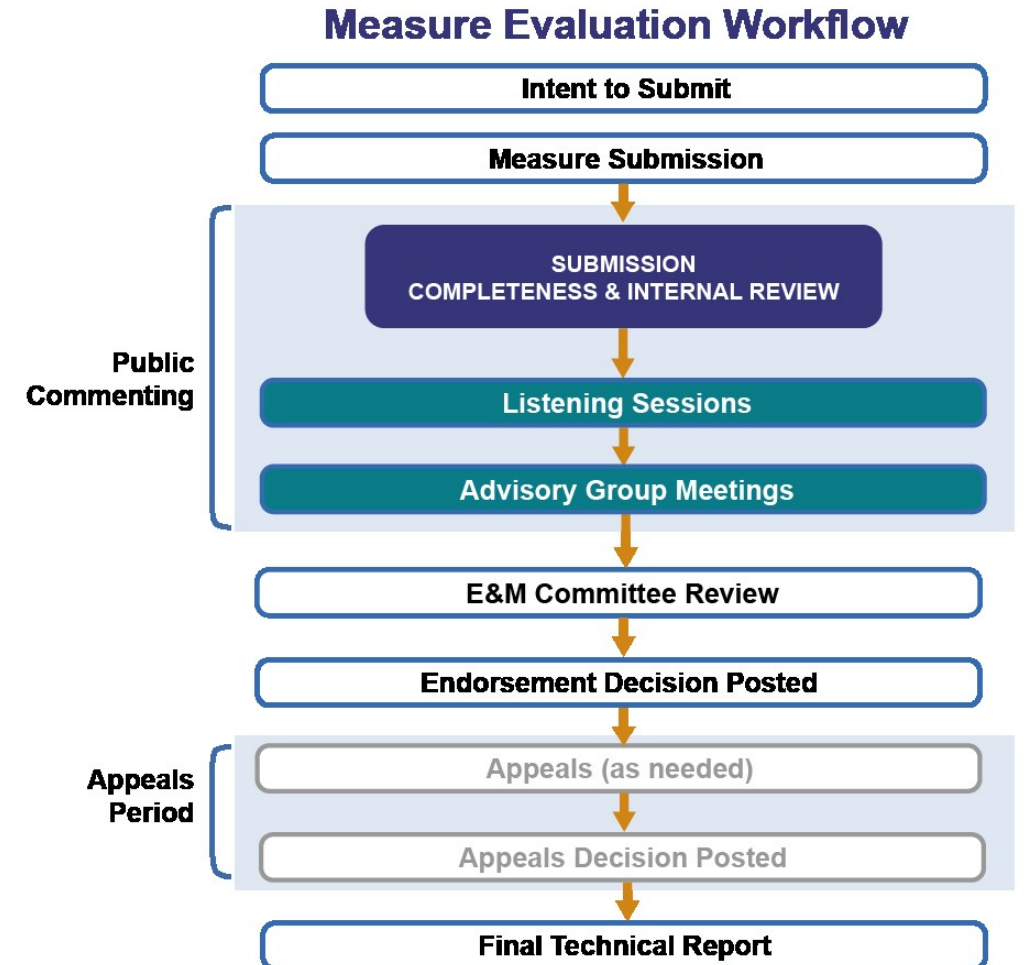 Measure Evaluation Workflow
Intent to Submit
Measure Submission
SUBMISSION
COMPLETENESS & INTERNAL REVIEW
Public
Commenting
Listening Sessions
Advisory Group Meetings
E&M Committee Review
Endorsement Decision Posted
Appeals
Period
Appeals (as needed)
Appeals Decision Posted
Final Technical Report